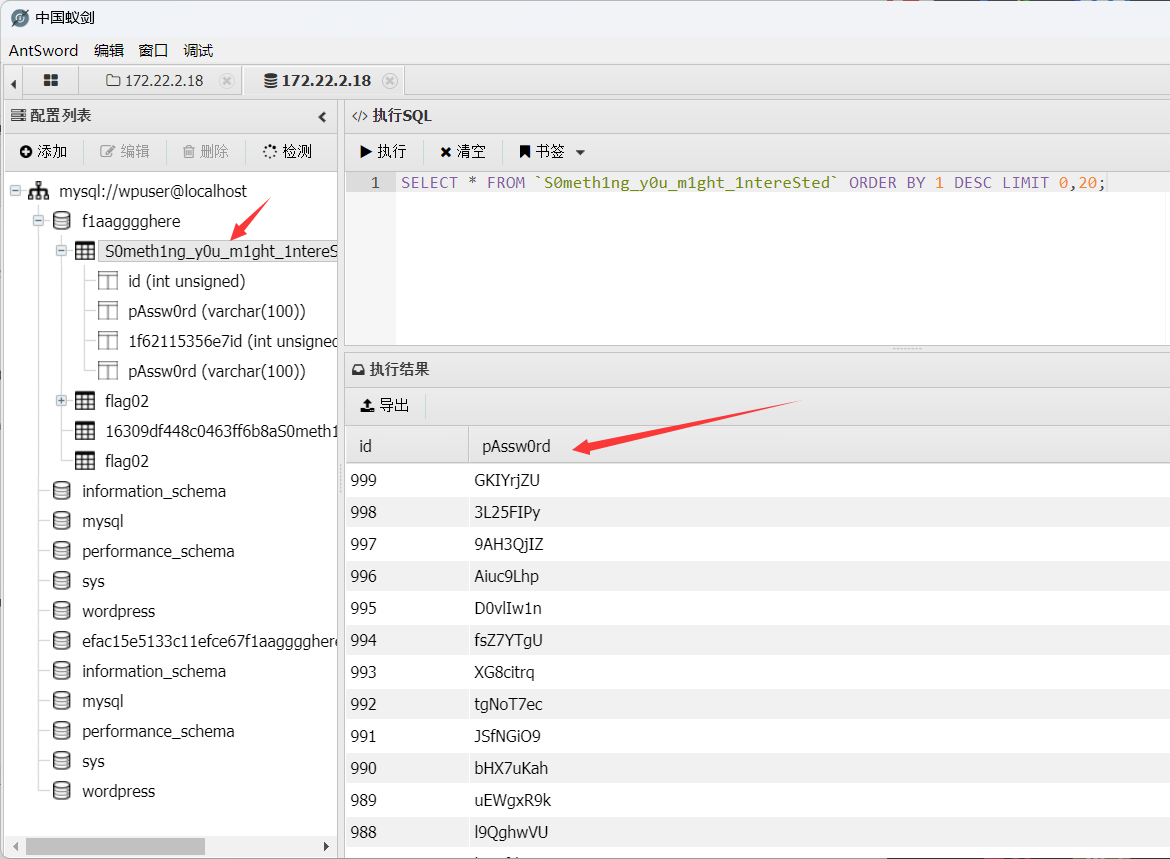 中国蚁剑
AntSword 编辑 窗口 调试
172.22.2.18 172.22.2.18
配置列表
添加 编辑 删除 检测
mysql://wpuser@localhost
f1aagggghere
S0meth1ng_y0u_m1ght_1ntereS
id (int unsigned)
pAssw0rd (varchar(100))
1f62115356e7id (int unsigned
pAssw0rd (varchar(100))
flag02
16309df448c0463ff6b8aS0meth1
flag02
information_schema
mysql
performance_schema
sys
wordpress
efac15e5133c11efce67f1aagggghere
information_schema
mysql
performance_schema
sys
wordpress
执行SQL
执行 清空 书签
1 SELECT * FROM `S0meth1ng_y0u_m1ght_1ntereSted` ORDER BY 1 DESC LIMIT 0,20;
执行结果
导出
id pAssw0rd
999 GKIYrjZU
998 3L25FIPy
997 9AH3QjIZ
996 Aiuc9Lhp
995 D0vlIw1n
994 fsZ7YTgU
993 XG8citrq
992 tgNoT7ec
991 JSfNGiO9
990 bHX7uKah
989 uEWgxR9k
988 l9QghwVU